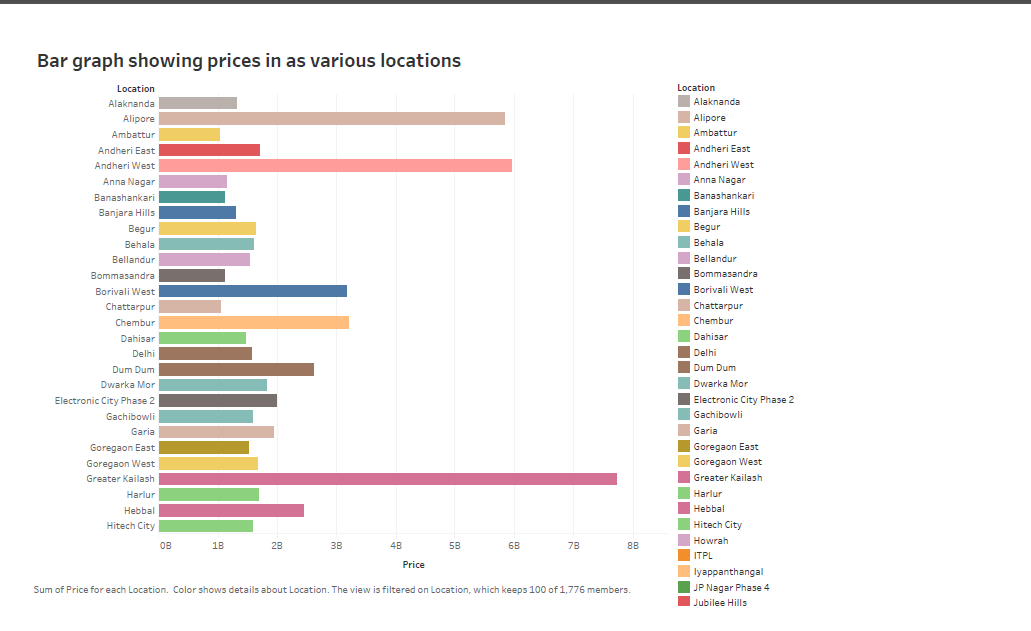 Bar graph showing prices in as various locations
Location
Alaknanda
Alipore
Ambattur
Andheri East
Andheri West
Anna Nagar
Banashankari
Banjara Hills
Begur
Behala
Bellandur
Bommasandra
Borivali West
Chattarpur
Chembur
Dahisar
Delhi
Dum Dum
Dwarka Mor
Electronic City Phase 2
Gachibowli
Garia
Goregaon East
Goregaon West
Greater Kailash
Harlur
Hebbal
Hitech City
0B 1B 2B 3B 4B 5B 6B 7B 8B
Price
Sum of Price for each Location. Color shows details about Location. The view is filtered on Location, which keeps 100 of 1,776 members.
Location
Alaknanda
Alipore
Ambattur
Andheri East
Andheri West
Anna Nagar
Banashankari
Banjara Hills
Begur
Behala
Bellandur
Bommasandra
Borivali West
Chattarpur
Chembur
Dahisar
Delhi
Dum Dum
Dwarka Mor
Electronic City Phase 2
Gachibowli
Garia
Goregaon East
Goregaon West
Greater Kailash
Harlur
Hebbal
Hitech City
Howrah
ITPL
Iyappanthangal
JP Nagar Phase 4
Jubilee Hills